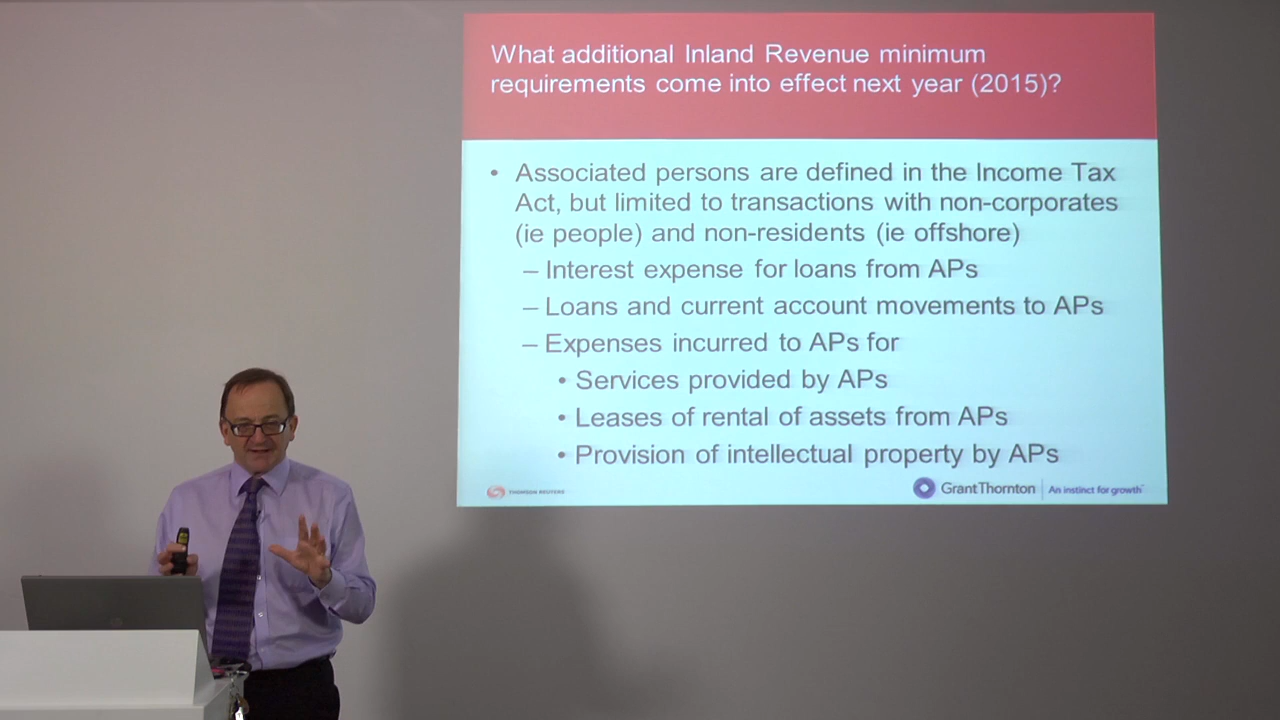 What additional Inland Revenue minimum
requirements come into effect next year (2015)?
• Associated persons are defined in the Income Tax
Act, but limited to transactions with non-corporates
(ie people) and non-residents (ie offshore)
– Interest expense for loans from APs
– Loans and current account movements to APs
– Expenses incurred to APs for
• Services provided by APs
• Leases of rental of assets from APs
• Provision of intellectual property by APs
THOMSON REUTERS
GrantThornton
An instinct for growth™